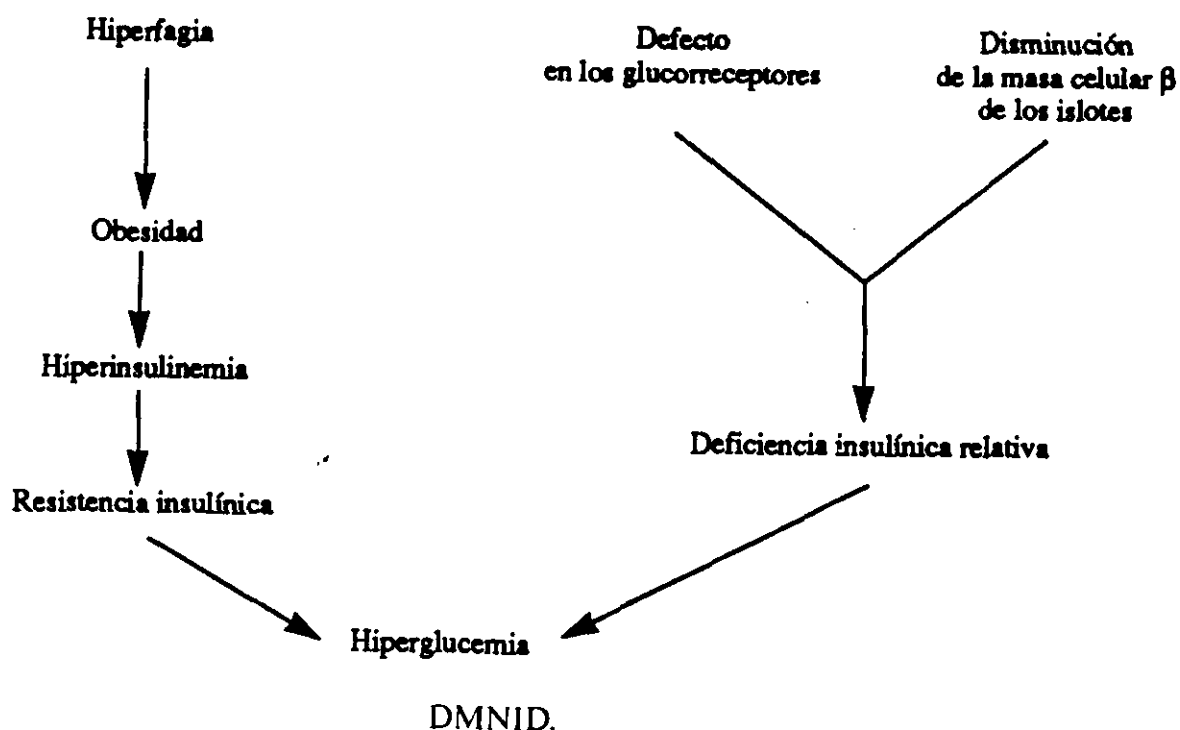 Hiperfagia
Obesidad
Hiperinsulinemia
Resistencia insulínica
Defecto
en los glucorreceptores
Disminución
de la masa celular β
de los islotes
Deficiencia insulínica relativa
Hiperglucemia
DMNID.